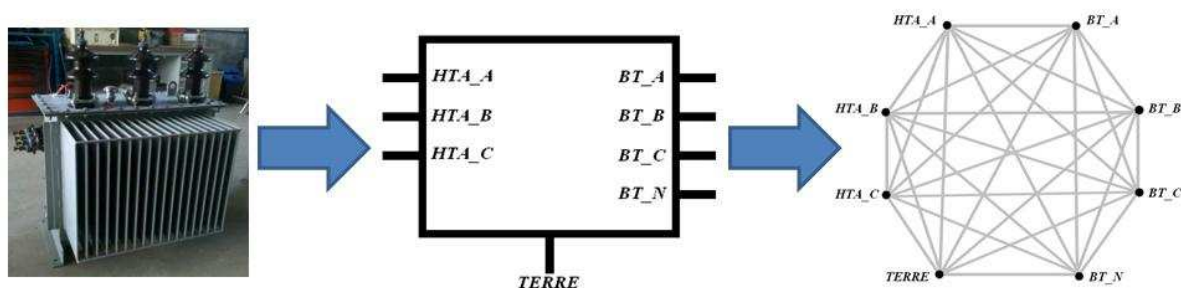 HTA_A
HTA_B
HTA_C
BT_A
BT_B
BT_C
BT_N
TERRE
HTA_A
BT_A
HTA_B
BT_B
HTA_C
BT_C
TERRE
BT_N